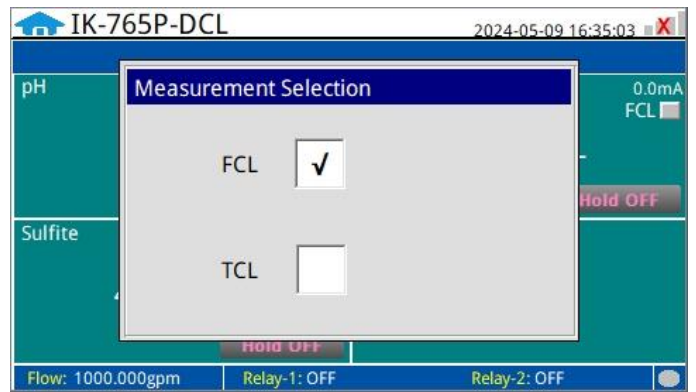 IK-765P-DCL
2024-05-09 16:35:03
pH
Measurement Selection
0.0mA
FCL
FCL √
Hold OFF
Sulfite
TCL
Hold OFF
Flow: 1000.000gpm Relay-1: OFF Relay-2: OFF